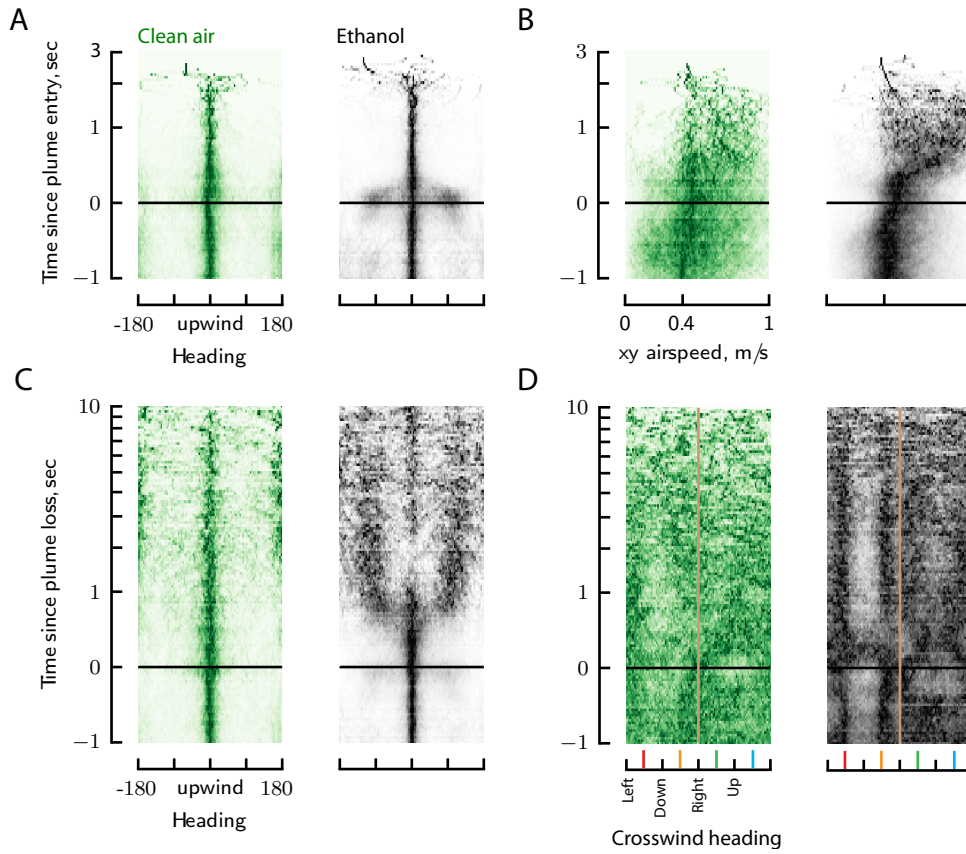 A
B
Clean air
Ethanol
Time since plume entry, sec
3
1
0
−1
3
1
0
−1
-180
upwind
180
Heading
0
0.4
1
xy airspeed, m/s
C
D
Time since plume loss, sec
10
1
0
−1
10
1
0
−1
-180
upwind
180
Heading
Left
Down
Right
Up
Crosswind heading